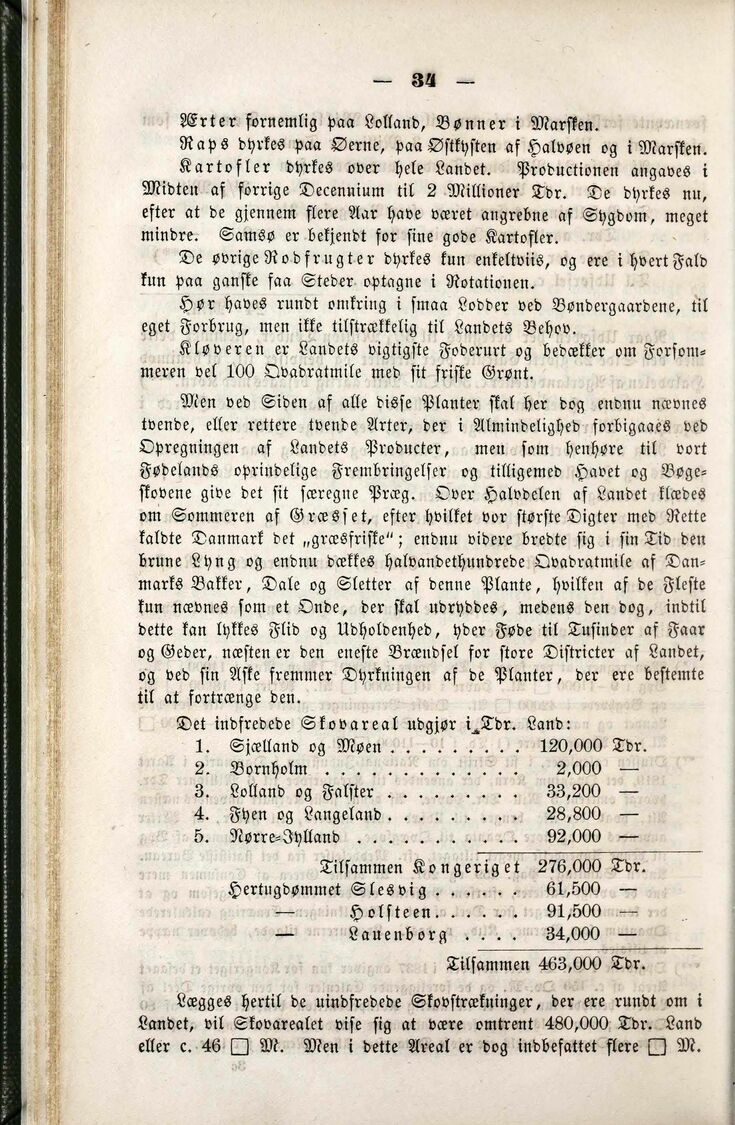 — 34 —
Ærter fornemlig paa Lolland, Bønner i Marsken.
Raps dyrkes paa Øerne, paa Østkysten af Halvøen og i Marsken.
Kartofler dyrkes over hele Landet. Productionen angaves i
Midten af forrige Decennium til 2 Millioner Tdr. De dyrkes nu,
efter at de gjennem flere Aar have været angrebne af Sygdom, meget
mindre. Samsø er bekjendt for sine gode Kartofler.
De øvrige Rodfrugter dyrkes kun enkeltviis, og ere i hvert Fald
kun paa ganske faa Steder optagne i Rotationen.
Hør haves rundt omkring i smaa Lodder ved Bøndergaardene, til
eget Forbrug, men ikke tilstrækkelig til Landets Behov.
Kløveren er Landets vigtigste Foderurt og bedækker om Forsom-
meren vel 100 Qvadratmile med sit friske Grønt.
Men ved Siden af alle disse Planter skal her dog endnu nævnes
tvende, eller rettere tvende Arter, der i Almindelighed forbigaaes ved
Opregningen af Landets Producter, men som henhøre til vort
Fødelands oprindelige Frembringelser og tilligemed Havet og Bøge-
skovene give det sit særegne Præg. Over Halvdelen af Landet klædes
om Sommeren af Græsset, efter hvilket vor største Digter med Rette
kaldte Danmark det „græsfriske"; endnu videre bredte sig i sin Tid den
brune Lyng og endnu dækkes halvandethundrede Qvadratmile af Dan-
marks Bakker, Dale og Sletter af denne Plante, hvilken af de Fleste
kun nævnes som et Onde, der skal udryddes, medens den dog, indtil
dette kan lykkes Flid og Udholdenhed, yder Føde til Tusinder af Faar
og Geder, næsten er den eneste Brændsel for store Districter af Landet,
og ved sin Aske fremmer Dyrkningen af de Planter, der ere bestemte
til at fortrænge den.
Det indfredede Skovareal udgjør i Tdr. Land:
1. Sjælland og Møen . . . . . . . . 120,000 Tdr.
2. Bornholm . . . . . . . . . . . 2,000 —
3. Lolland og Falster . . . . . . . . 33,200 —
4. Fyen og Langeland . . . . . . . . 28,800 —
5. Nørre-Jylland . . . . . . . . . . 92,000 —
Tilsammen Kongeriget 276,000 Tdr.
Hertugdømmet Slesvig . . . . . . 61,500 —
— Holsteen . . . . . . 91,500 —
— Lauenborg . . . . 34,000 —
Tilsammen 463,000 Tdr.
Lægges hertil de uindfredede Skovstrækninger, der ere rundt om i
Landet, vil Skovarealet vise sig at være omtrent 480,000 Tdr. Land
eller c. 46 □ M. Men i dette Areal er dog indbefattet flere □ M.